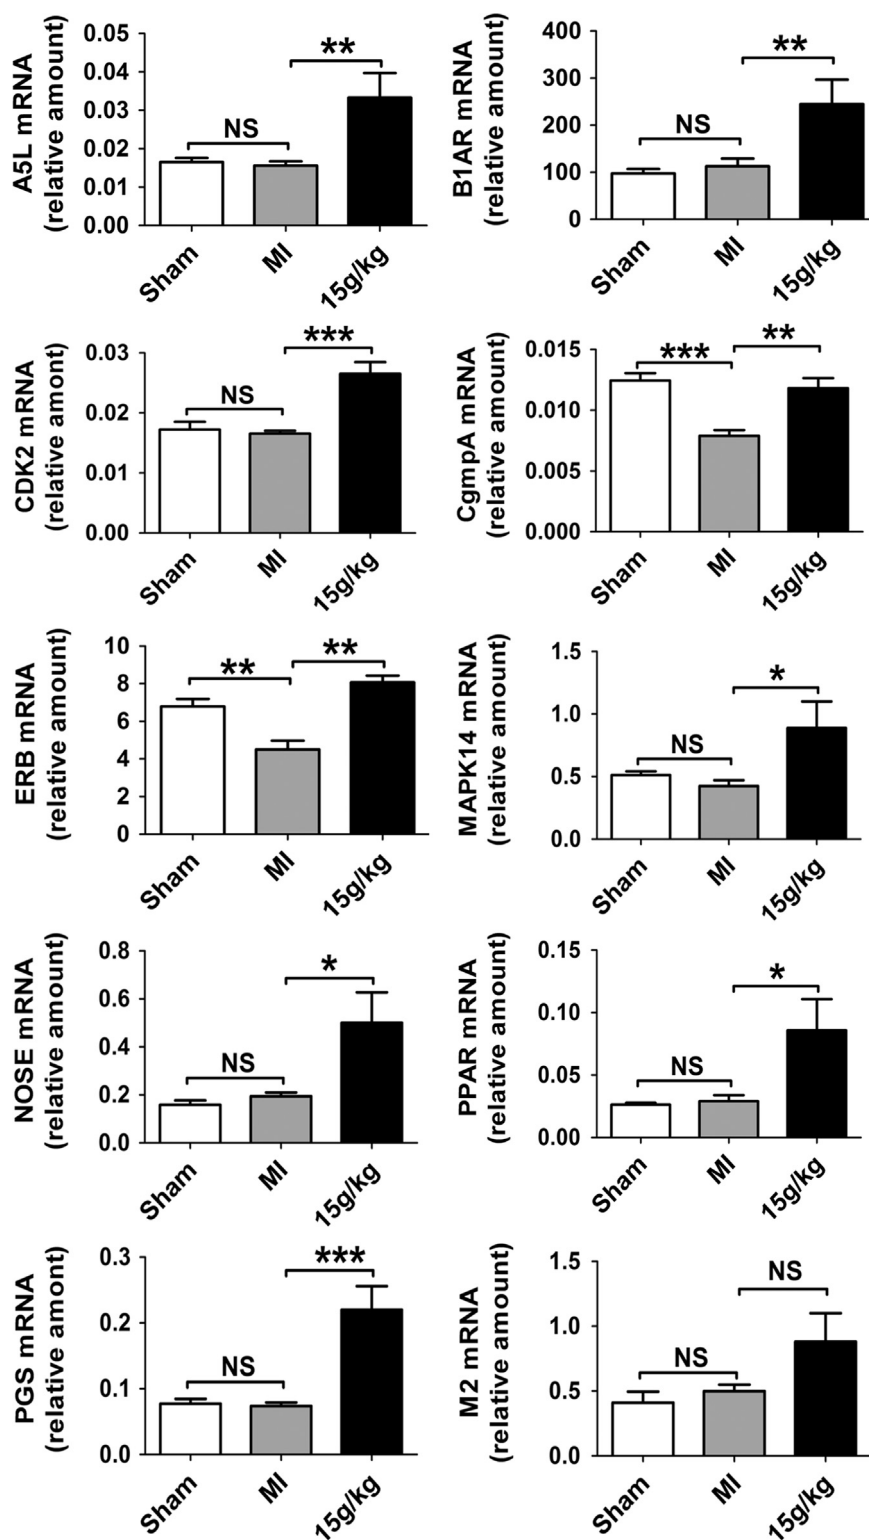 A5L mRNA
(relative amount)
0.05
0.04
0.03
0.02
0.01
0.00
NS
**
Sham
MI
15g/kg
B1AR mRNA
(relative amount)
400
300
200
100
0
NS
**
Sham
MI
15g/kg
CDK2 mRNA
(relative amont)
0.03
0.02
0.01
0.00
NS
***
Sham
MI
15g/kg
CgmpA mRNA
(relative amount)
0.015
0.010
0.005
0.000
***
**
Sham
MI
15g/kg
ERB mRNA
(relative amount)
10
8
6
4
2
0
**
**
Sham
MI
15g/kg
MAPK14 mRNA
(relative amount)
1.5
1.0
0.5
0.0
NS
*
Sham
MI
15g/kg
NOSE mRNA
(relative amount)
0.8
0.6
0.4
0.2
0.0
NS
*
Sham
MI
15g/kg
PPAR mRNA
(relative amount)
0.15
0.10
0.05
0.00
NS
*
Sham
MI
15g/kg
PGS mRNA
(relative amont)
0.3
0.2
0.1
0.0
NS
***
Sham
MI
15g/kg
M2 mRNA
(relative amount)
1.5
1.0
0.5
0.0
NS
NS
Sham
MI
15g/kg